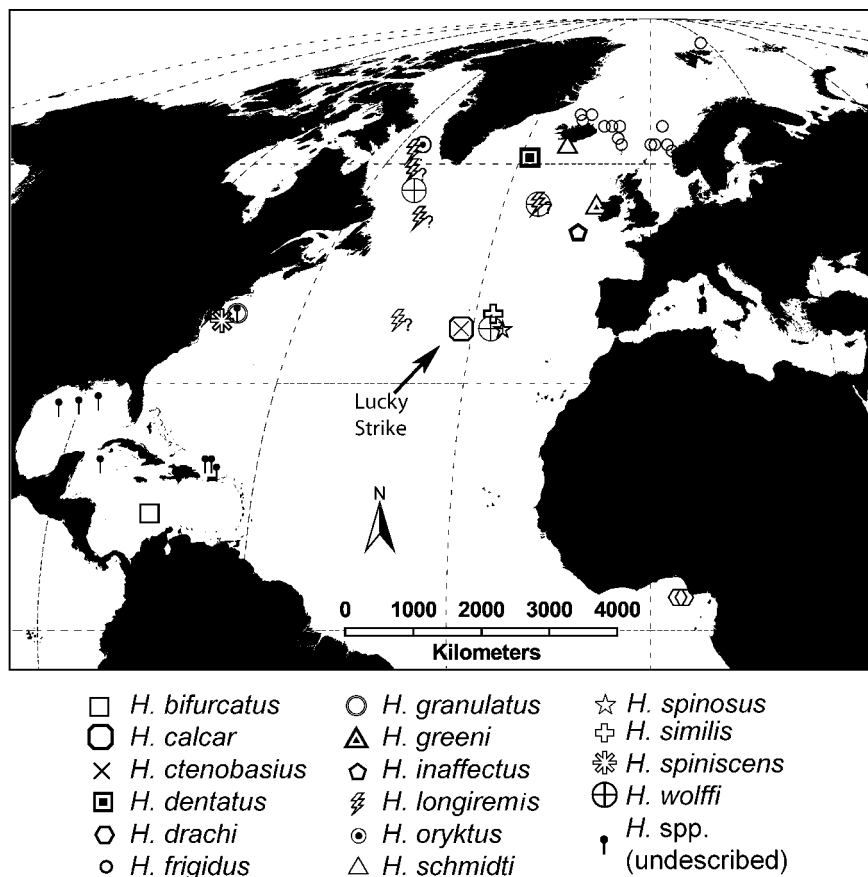 ?
?
?
?
Lucky
Strike
N
0 1000 2000 3000 4000
Kilometers
H. bifurcatus
H. calcar
H. ctenobasius
H. dentatus
H. drachi
H. frigidus
H. granulatus
H. greeni
H. inaffectus
H. longiremis
H. oryktus
H. schmidti
H. spinosus
H. similis
H. spiniscens
H. wolffi
H. spp.
(undescribed)